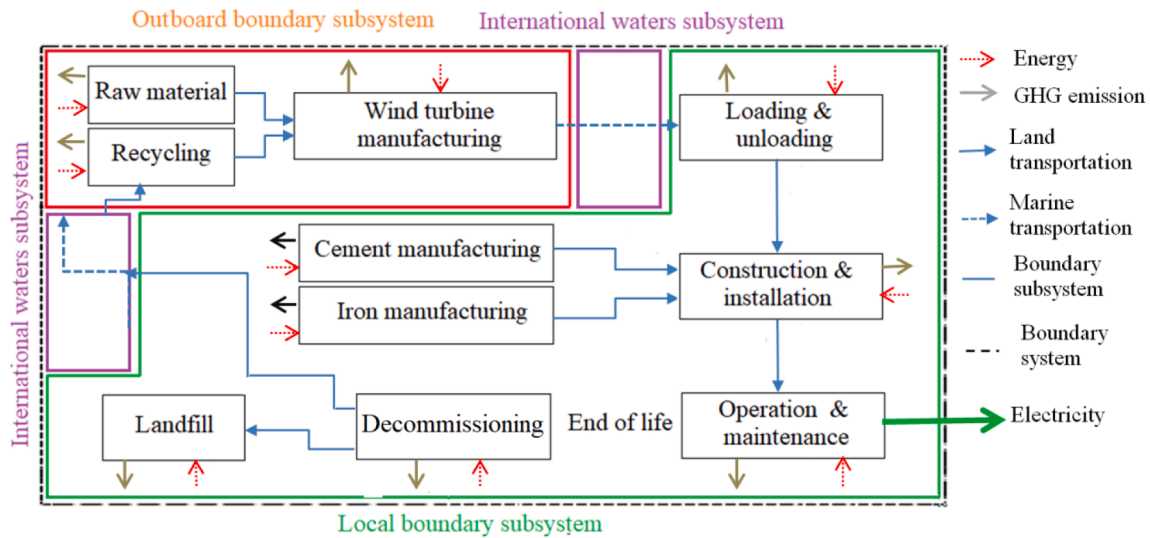 Outboard boundary subsystem
International waters subsystem
Raw material
Recycling
Wind turbine
manufacturing
Loading &
unloading
Energy
GHG emission
Land
transportation
Marine
transportation
Boundary
subsystem
Boundary
system
Electricity
International waters subsystem
Cement manufacturing
Iron manufacturing
Construction &
installation
Landfill
Decommissioning
End of life
Operation &
maintenance
Local boundary subsystem